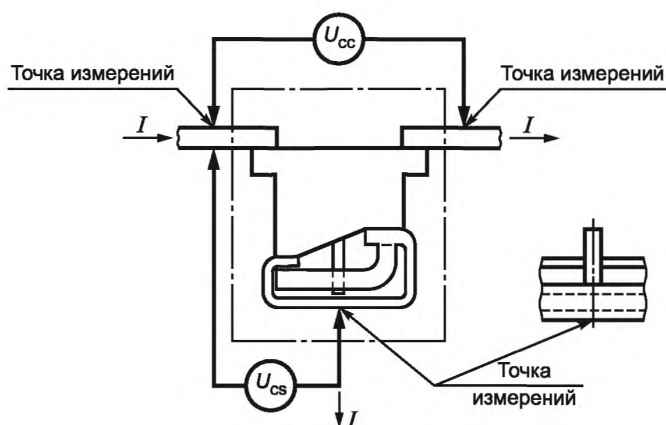 U_cc
Точка измерений
Точка измерений
I
I
U_cs
Точка
измерений
I